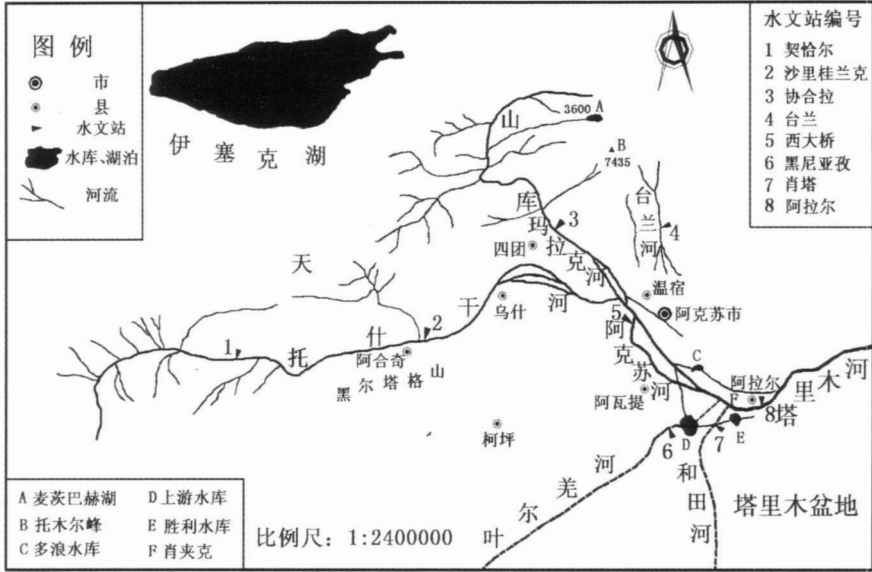 图例
市
县
水文站
水库、湖泊
河流
伊塞克湖
水文站编号
1 契恰尔
2 沙里桂兰克
3 协合拉
4 台兰
5 西大桥
6 黑尼亚孜
7 肖塔
8 阿拉尔
3600 A
山
B
7435
库玛拉克河
3
台兰河
4
四团
天
温宿
阿克苏市
乌什
1
托什干河
2
阿合奇
黑尔塔格山
5
阿克苏河
C
阿瓦提
阿拉尔
F
8
塔里木河
柯坪
6
D
7
E
叶尔羌河
和田河
塔里木盆地
A 麦茨巴赫湖
B 托木尔峰
C 多浪水库
D 上游水库
E 胜利水库
F 肖夹克
比例尺：1:2400000